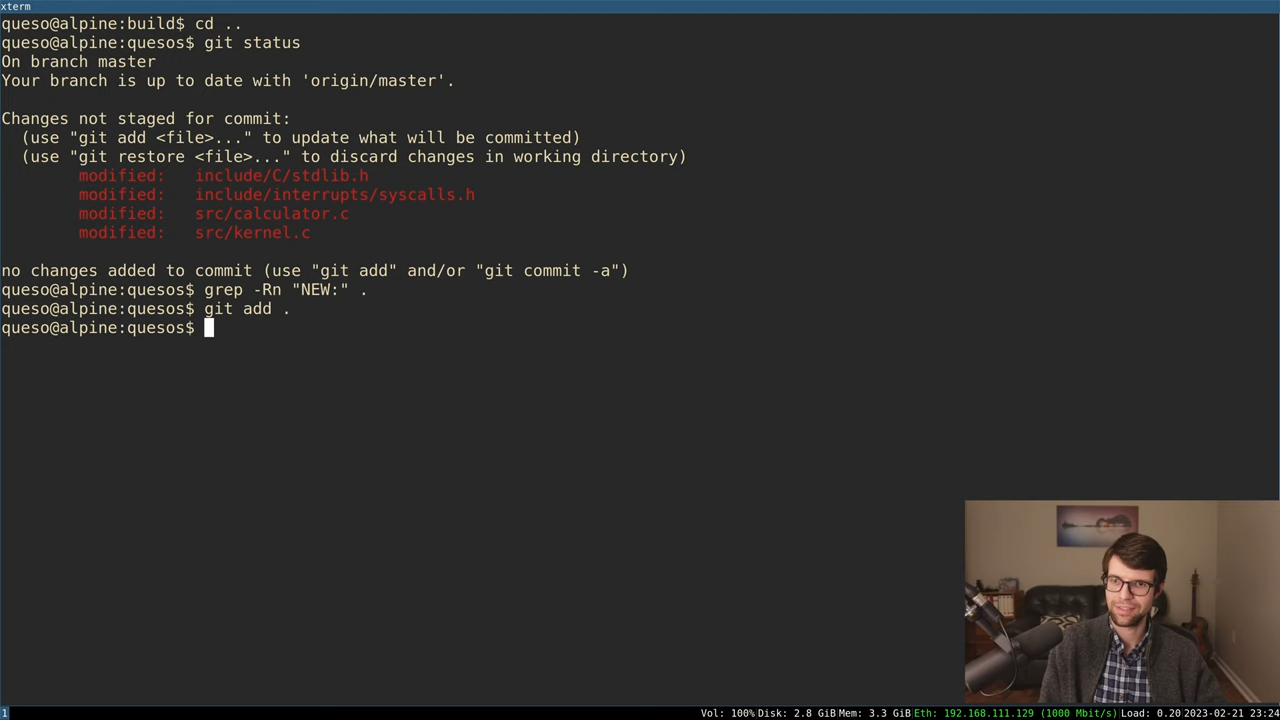 xterm
queso@alpine:build$ cd ..
queso@alpine:quesos$ git status
On branch master
Your branch is up to date with 'origin/master'.
Changes not staged for commit:
  (use "git add <file>..." to update what will be committed)
  (use "git restore <file>..." to discard changes in working directory)
        modified:   include/C/stdlib.h
        modified:   include/interrupts/syscalls.h
        modified:   src/calculator.c
        modified:   src/kernel.c
no changes added to commit (use "git add" and/or "git commit -a")
queso@alpine:quesos$ grep -Rn "NEW:" .
queso@alpine:quesos$ git add .
queso@alpine:quesos$
1 Vol: 100% Disk: 2.8 GiB Mem: 3.3 GiB Eth: 192.168.111.129 (1000 Mbit/s) Load: 0.20 2023-02-21 23:24